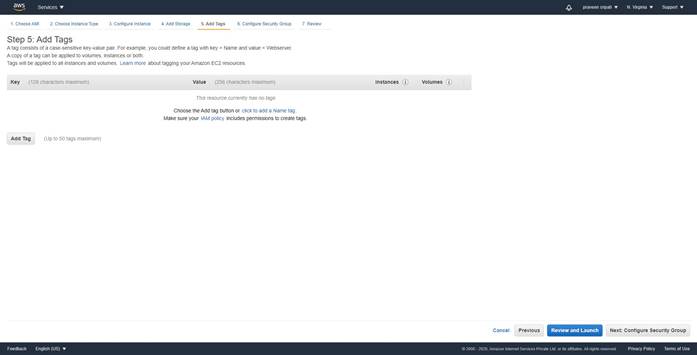 aws Services praveen sripati N. Virginia Support
1. Choose AMI 2. Choose Instance Type 3. Configure Instance 4. Add Storage 5. Add Tags 6. Configure Security Group 7. Review
Step 5: Add Tags
A tag consists of a case-sensitive key-value pair. For example, you could define a tag with key = Name and value = Webserver.
A copy of a tag can be applied to volumes, instances or both.
Tags will be applied to all instances and volumes. Learn more about tagging your Amazon EC2 resources.
Key (128 characters maximum) Value (256 characters maximum) Instances Volumes
This resource currently has no tags
Choose the Add tag button or click to add a Name tag.
Make sure your IAM policy includes permissions to create tags.
Add Tag (Up to 50 tags maximum)
Cancel Previous Review and Launch Next: Configure Security Group
Feedback English (US) © 2008 - 2020, Amazon Internet Services Private Ltd. or its affiliates. All rights reserved. Privacy Policy Terms of Use